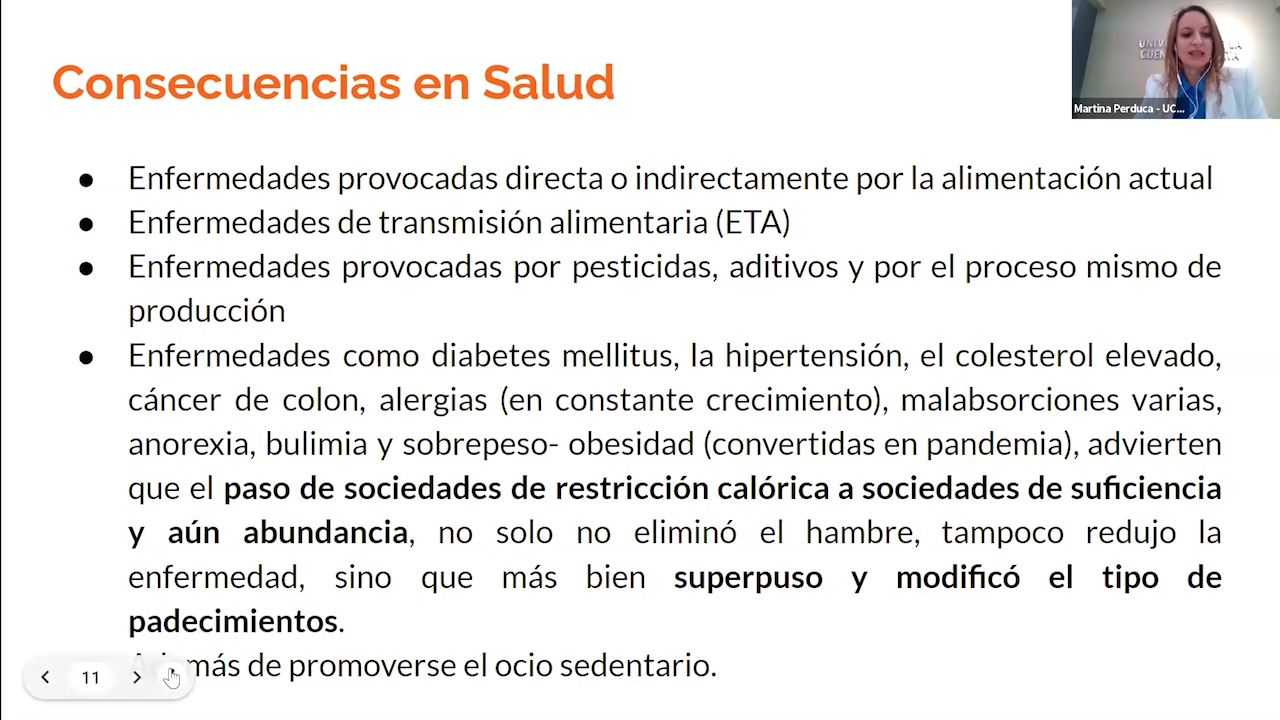 Consecuencias en Salud
Martina Perduca - UC...
● Enfermedades provocadas directa o indirectamente por la alimentación actual
● Enfermedades de transmisión alimentaria (ETA)
● Enfermedades provocadas por pesticidas, aditivos y por el proceso mismo de
producción
● Enfermedades como diabetes mellitus, la hipertensión, el colesterol elevado,
cáncer de colon, alergias (en constante crecimiento), malabsorciones varias,
anorexia, bulimia y sobrepeso- obesidad (convertidas en pandemia), advierten
que el paso de sociedades de restricción calórica a sociedades de suficiencia
y aún abundancia, no solo no eliminó el hambre, tampoco redujo la
enfermedad, sino que más bien superpuso y modificó el tipo de
padecimientos.
Además de promoverse el ocio sedentario.
11